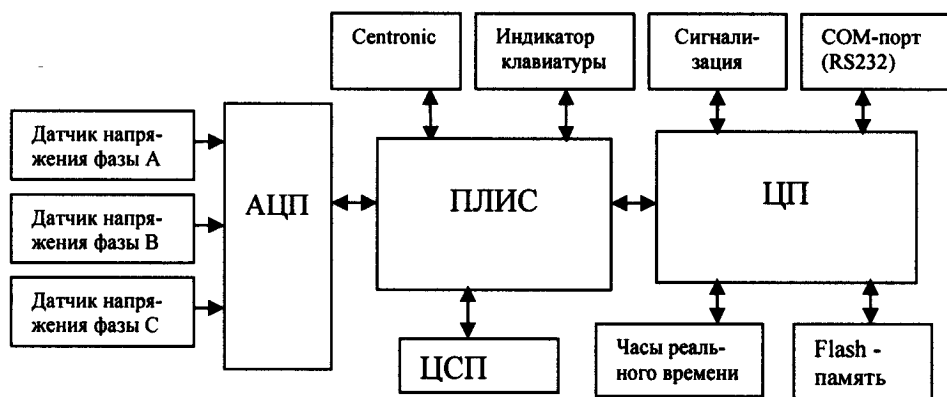 Centronic
Индикатор
клавиатуры
Сигнали-
зация
COM-порт
(RS232)
Датчик напря-
жения фазы A
Датчик напря-
жения фазы B
Датчик напря-
жения фазы C
АЦП
ПЛИС
ЦП
ЦСП
Часы реаль-
ного времени
Flash -
память